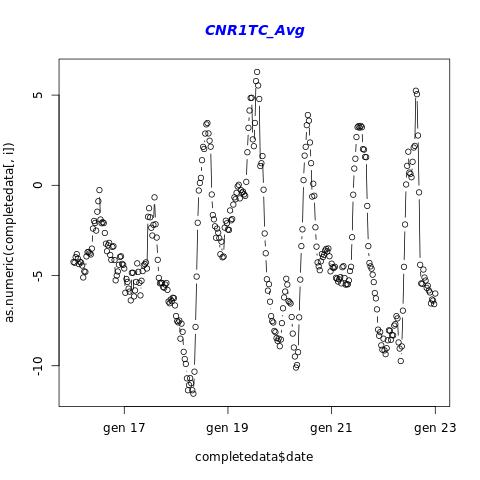 CNR1TC_Avg
as.numeric(completedata[, i])
5
0
-5
-10
gen 17
gen 19
gen 21
gen 23
completedata$date